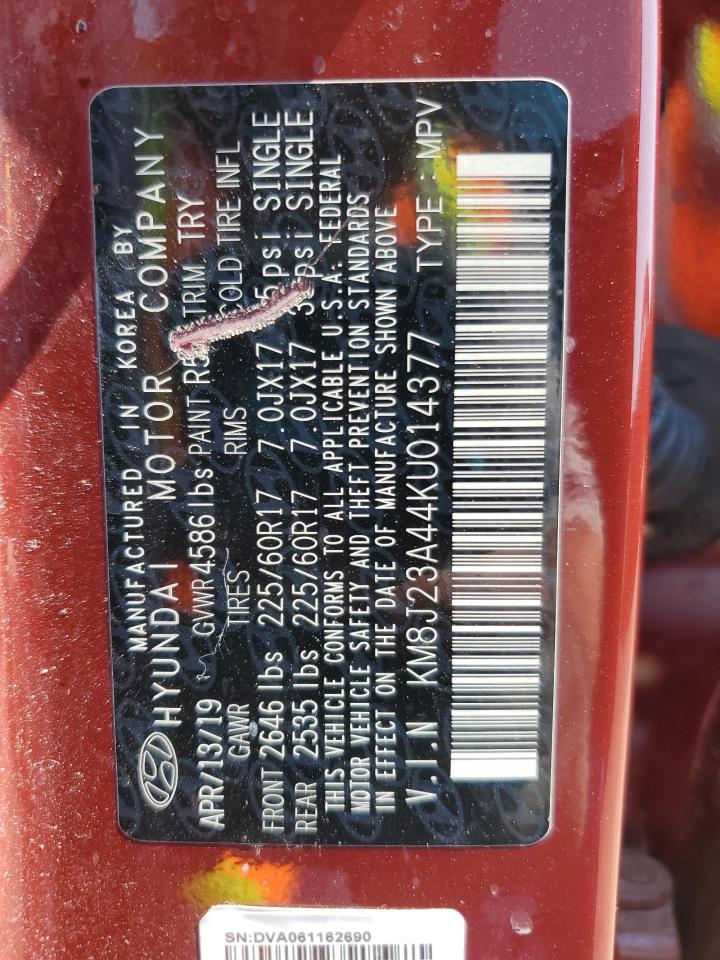 MANUFACTURED IN KOREA BY
HYUNDAI MOTOR COMPANY
APR/13/19 GVWR 4586 lbs PAINT TRIM TRY
GAWR TIRES RIMS COLD TIRE INFL
FRONT 2646 lbs 225/60R17 7.0JX17 psi SINGLE
REAR 2535 lbs 225/60R17 7.0JX17 psi SINGLE
THIS VEHICLE CONFORMS TO ALL APPLICABLE U.S.A. FEDERAL
MOTOR VEHICLE SAFETY AND THEFT PREVENTION STANDARDS
IN EFFECT ON THE DATE OF MANUFACTURE SHOWN ABOVE
V.I.N KM8J23A44KU014377 TYPE : MPV
SN:DVA061162690